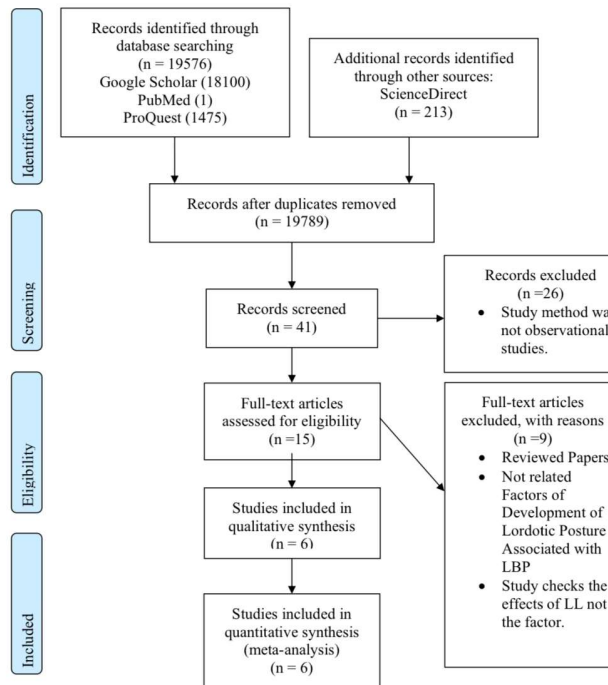 Identification
Records identified through
database searching
(n = 19576
Google Scholar (18100)
PubMed (1)
ProQuest (1475)
Additional records identified
through other sources:
ScienceDirect
(n = 213)
Records after duplicates removed
(n = 19789)
Screening
Records screened
(n = 41)
Records excluded
(n =26)
• Study method wa
not observational
studies.
Eligibility
Full-text articles
assessed for eligibility
(n =15)
Full-text articles
excluded, with reasons
(n =9)
• Reviewed Papers
• Not related
Factors of
Development of
Lordotic Posture
Associated with
LBP
• Study checks the
effects of LL not
the factor.
Studies included in
qualitative synthesis
(n = 6)
Included
Studies included in
quantitative synthesis
(meta-analysis)
(n = 6)